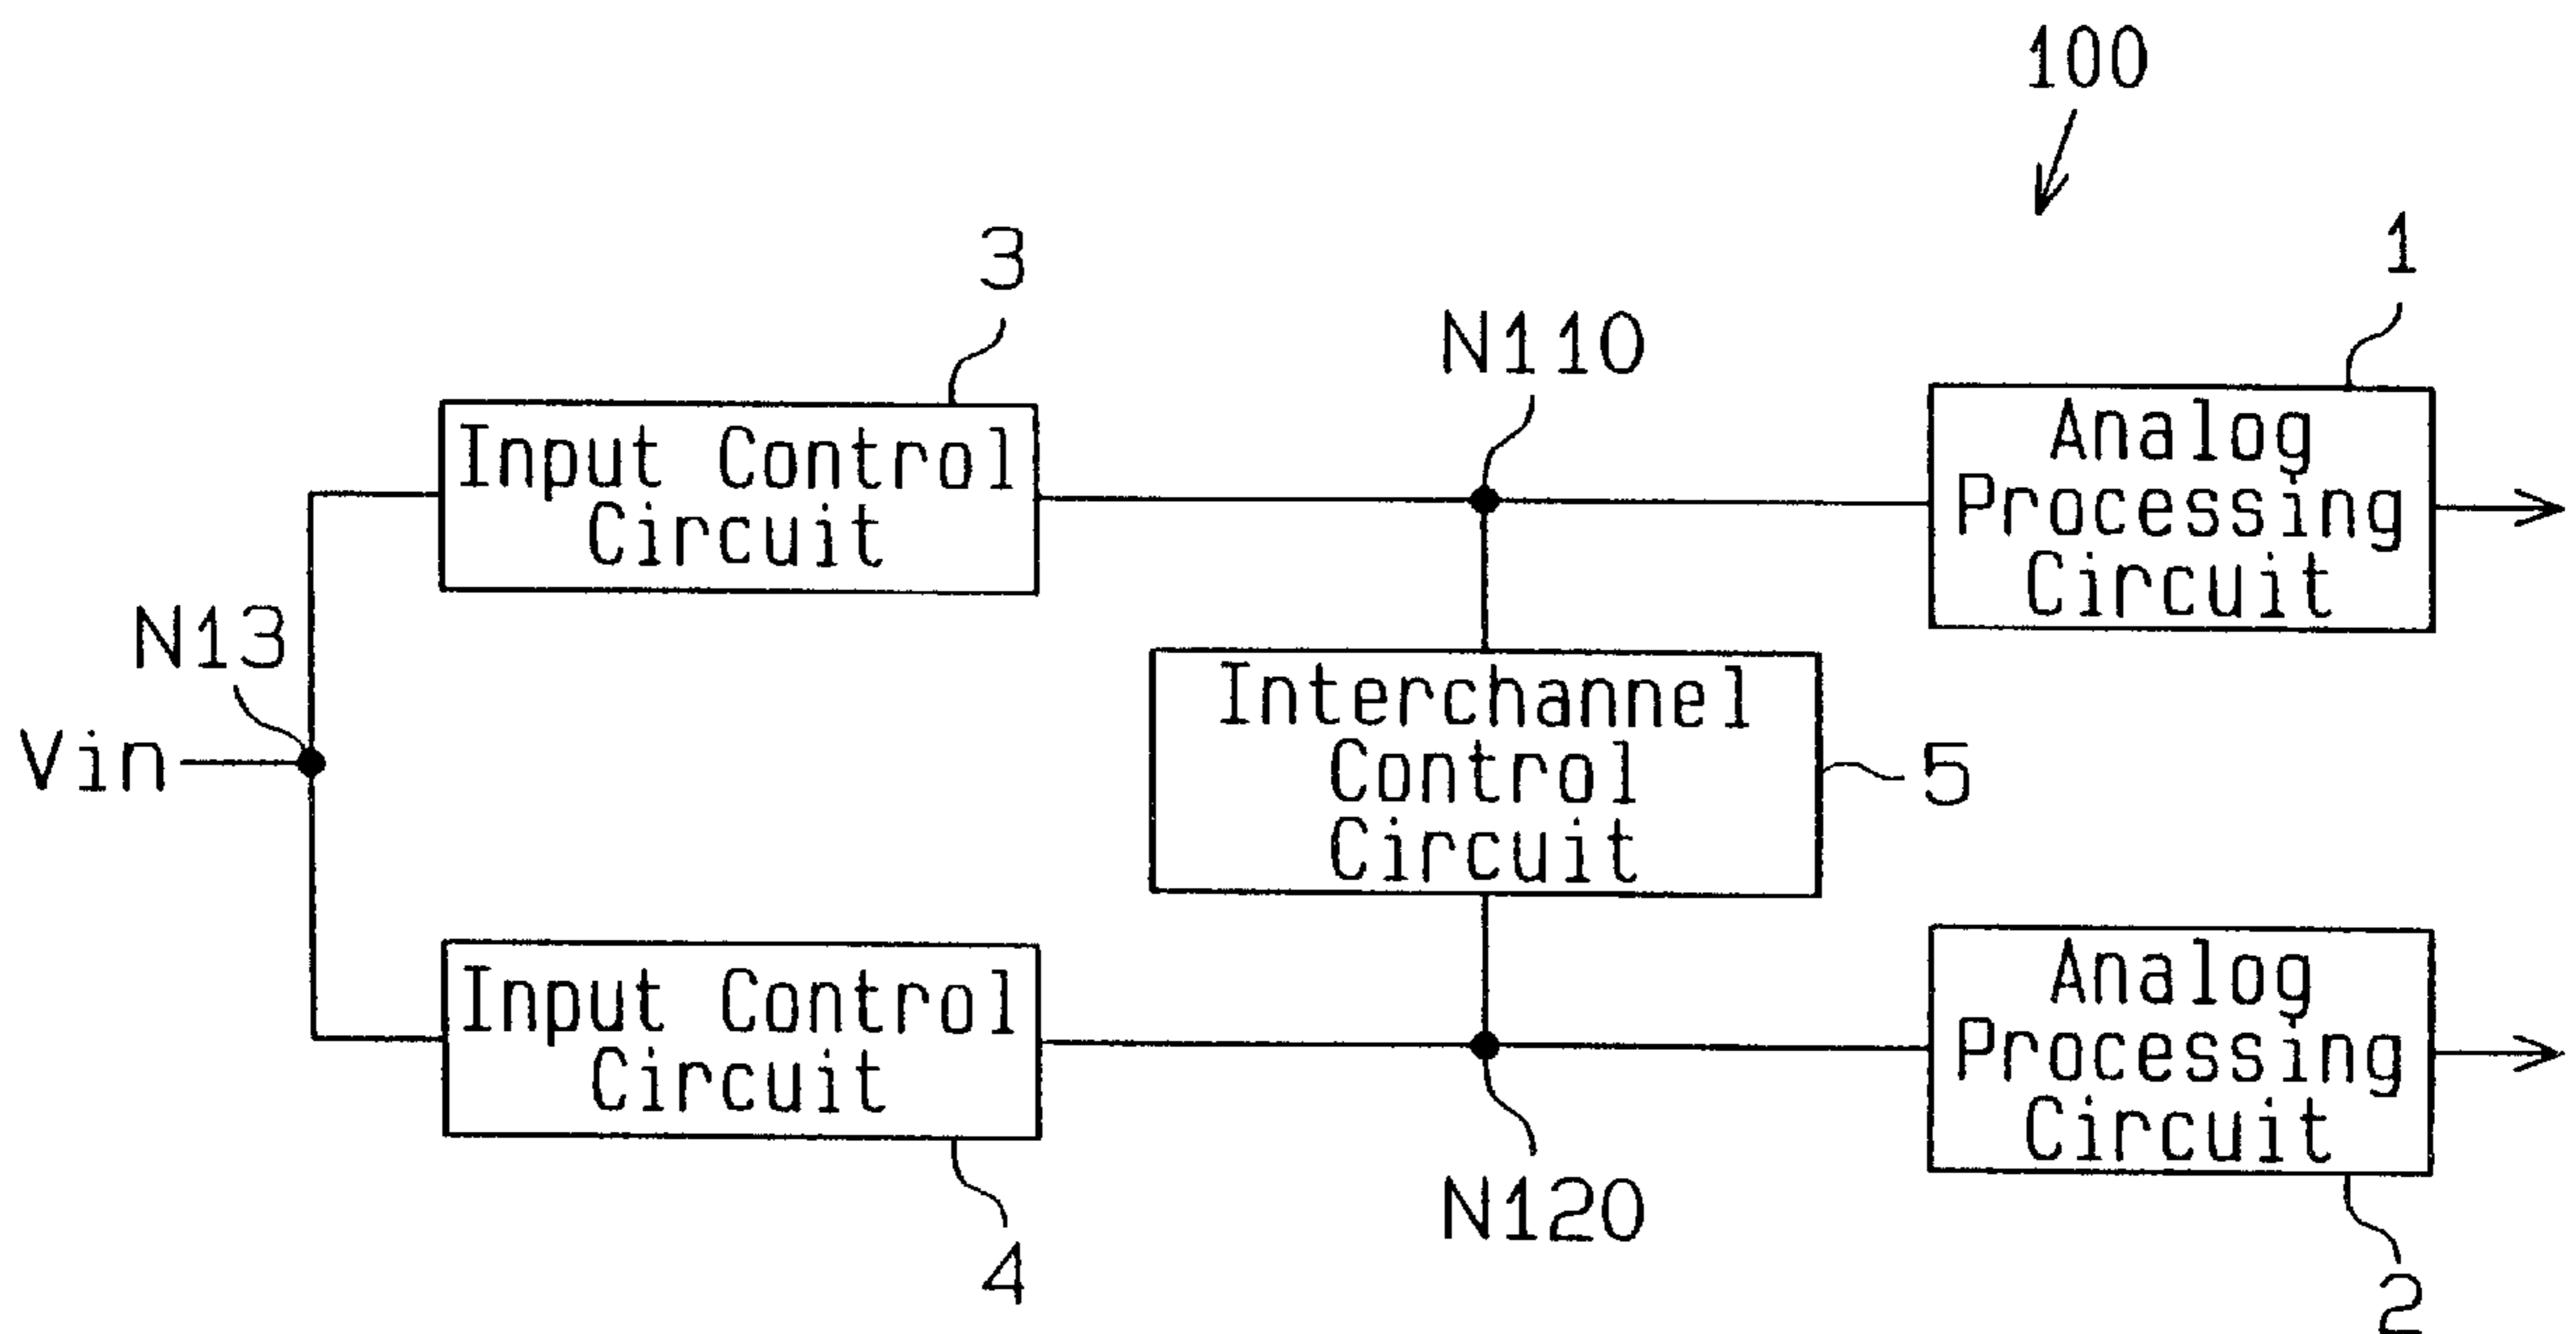 100
3
1
N110
Input Control
Circuit
Analog
Processing
Circuit
N13
Vin
Interchannel
Control
Circuit
5
Input Control
Circuit
Analog
Processing
Circuit
N120
4
2